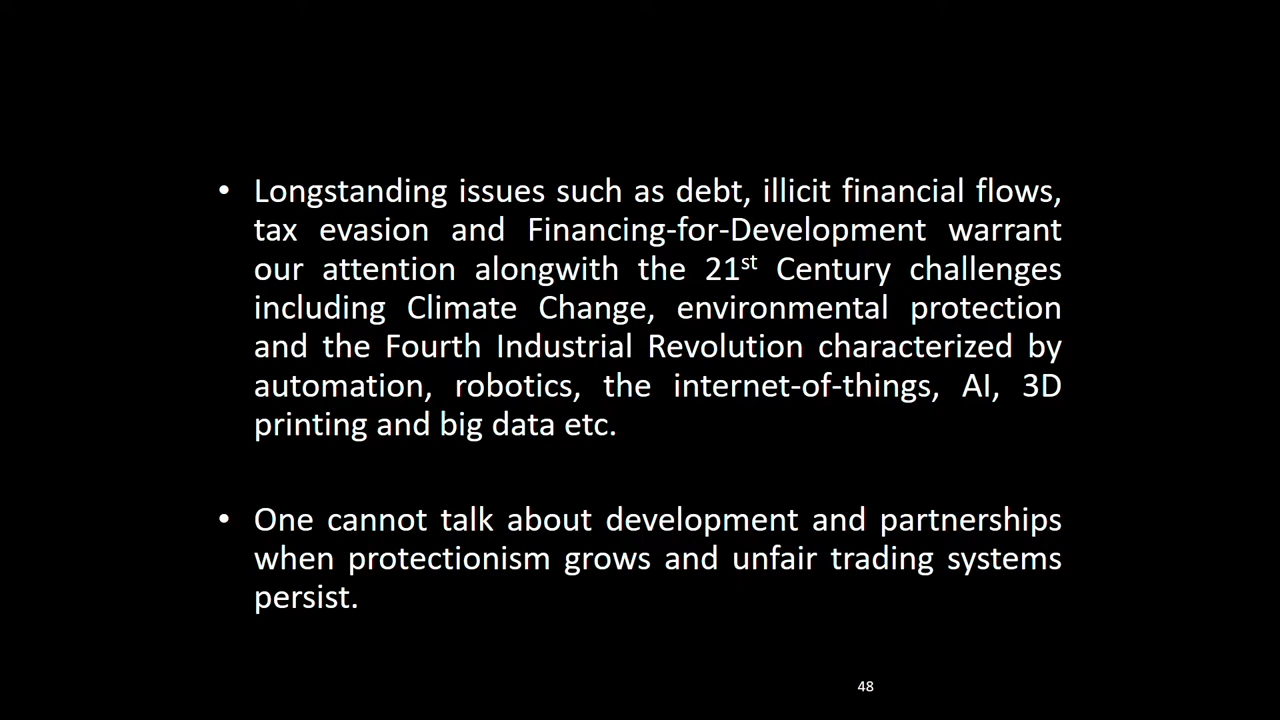 • Longstanding issues such as debt, illicit financial flows,
tax evasion and Financing-for-Development warrant
our attention alongwith the 21st Century challenges
including Climate Change, environmental protection
and the Fourth Industrial Revolution characterized by
automation, robotics, the internet-of-things, AI, 3D
printing and big data etc.
• One cannot talk about development and partnerships
when protectionism grows and unfair trading systems
persist.
48